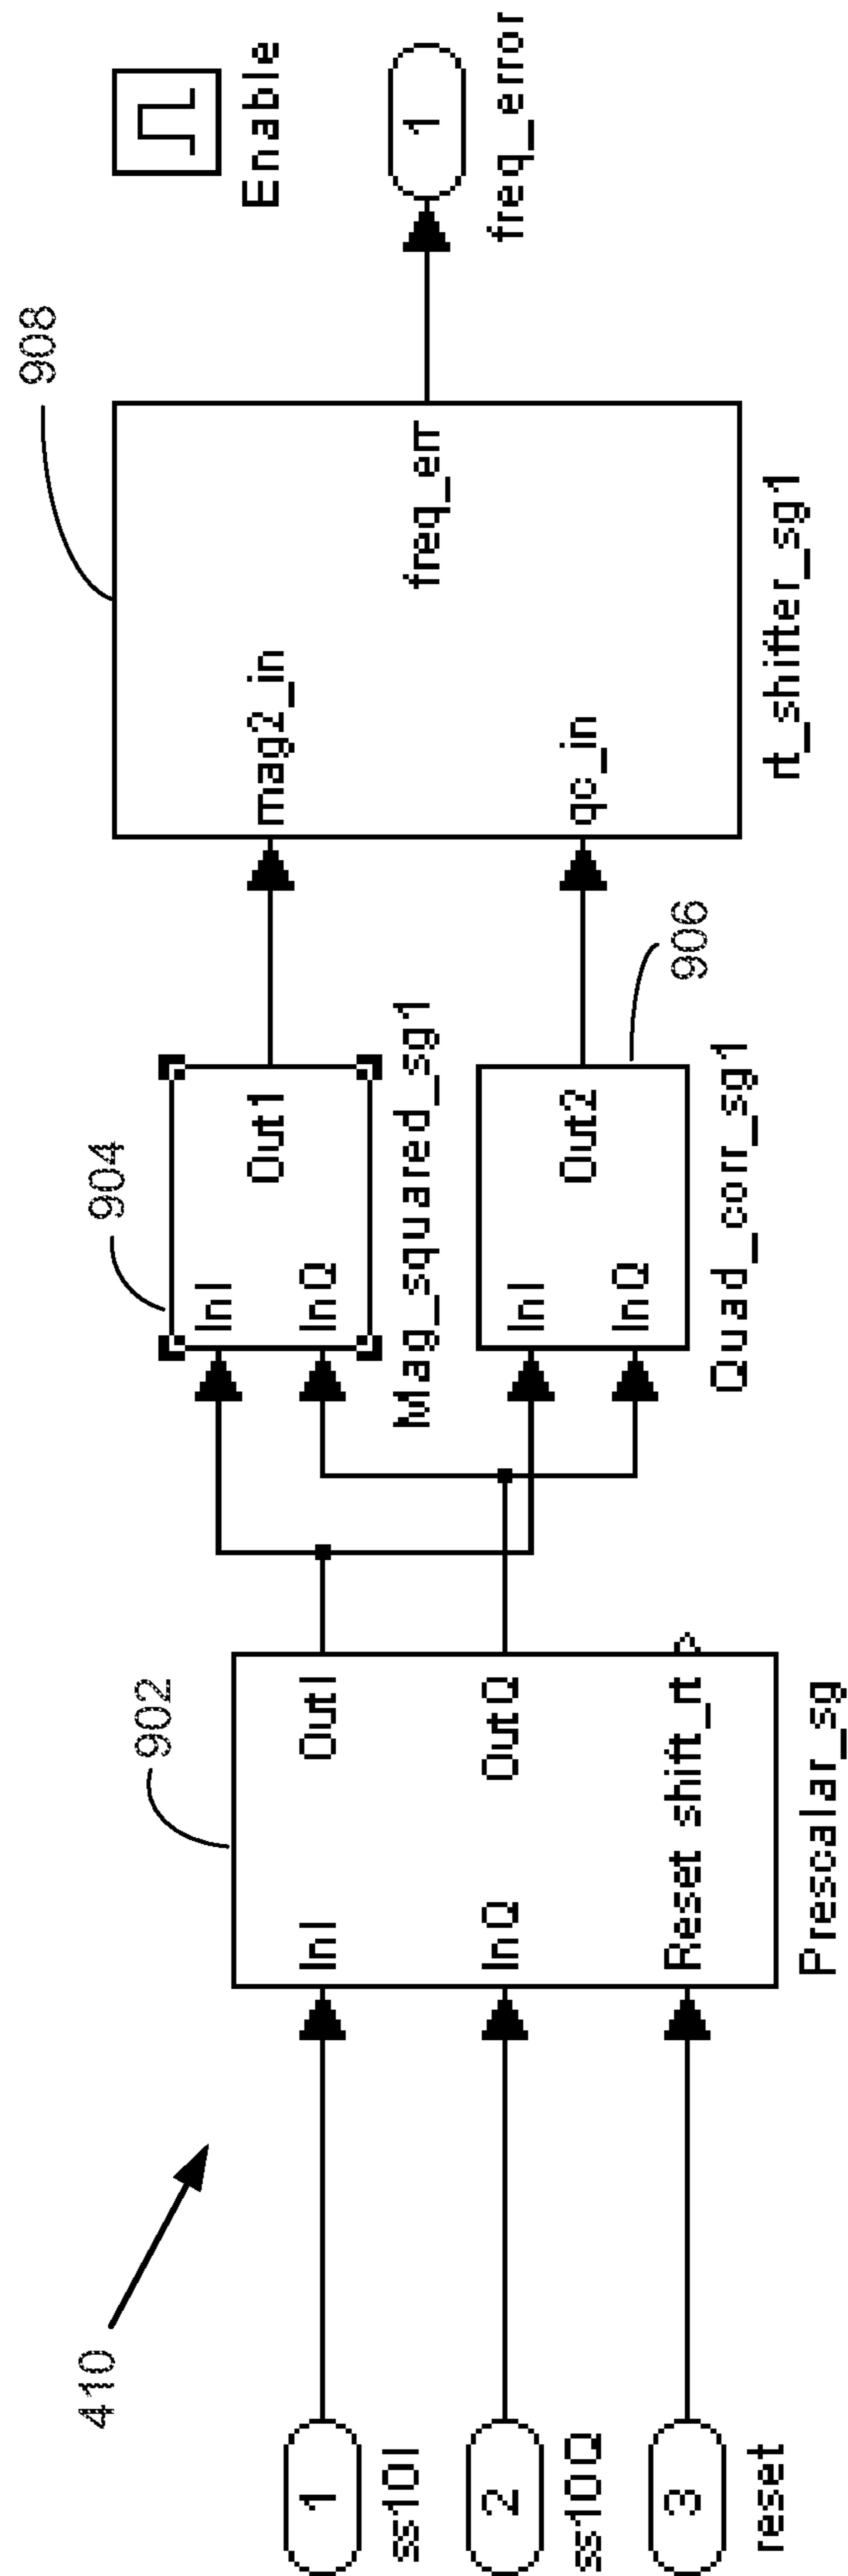 410
1
ss10I
2
ss10Q
3
reset
902
InI
OutI
InQ
OutQ
Reset shift_rt
Prescalar_sg
904
InI
InQ
Out1
Mag_squared_sg1
InI
InQ
Out2
906
Quad_corr_sg1
908
mag2_in
qc_in
freq_err
rt_shifter_sg1
Enable
1
freq_error